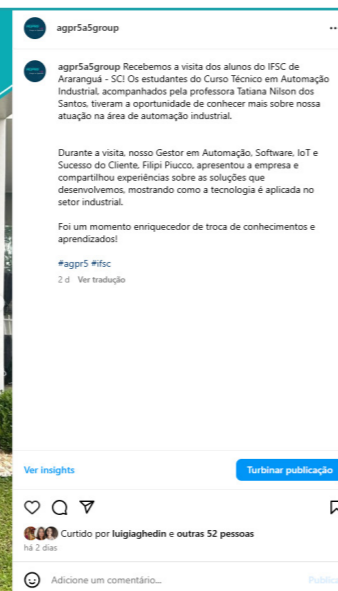 agpr5a5group
agpr5a5group Recebemos a visita dos alunos do IFSC de
Araranguá - SC! Os estudantes do Curso Técnico em Automação
Industrial, acompanhados pela professora Tatiana Nilson dos
Santos, tiveram a oportunidade de conhecer mais sobre nossa
atuação na área de automação industrial.
Durante a visita, nosso Gestor em Automação, Software, IoT e
Sucesso do Cliente, Filipi Piucco, apresentou a empresa e
compartilhou experiências sobre as soluções que
desenvolvemos, mostrando como a tecnologia é aplicada no
setor industrial.
Foi um momento enriquecedor de troca de conhecimentos e
aprendizados!
#agpr5 #ifsc
2 d Ver tradução
Ver insights
Turbinar publicação
Curtido por luigiaghedin e outras 52 pessoas
há 2 dias
Adicione um comentário...
Publica